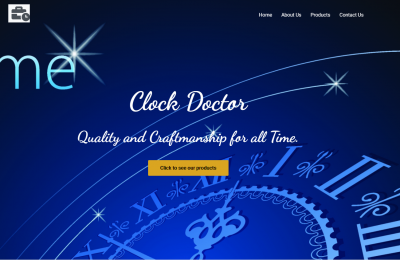 Home About Us Products Contact Us
me
Clock Doctor
Quality and Craftmanship for all Time.
Click to see our products
XI XII I II